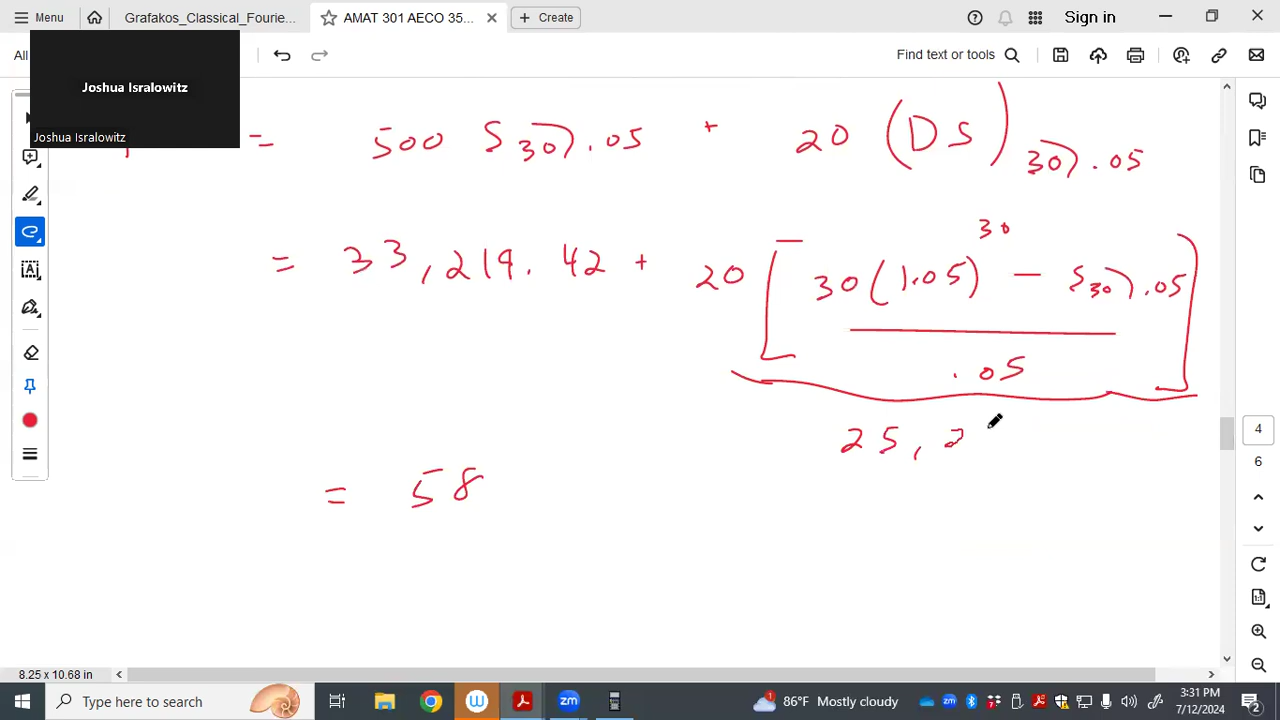 Menu Grafakos_Classical_Fourie... AMAT 301 AECO 35... Create Sign in
All Find text or tools
Joshua Isralowitz
Joshua Isralowitz
= 500 S30⌉.05 + 20 (DS)30⌉.05
= 33,219.42 + 20 [ 30(1.05)^30 - S30⌉.05
.05 ]
25, 2
= 58
4
6
8.25 x 10.68 in
Type here to search 86°F Mostly cloudy 3:31 PM
7/12/2024
2